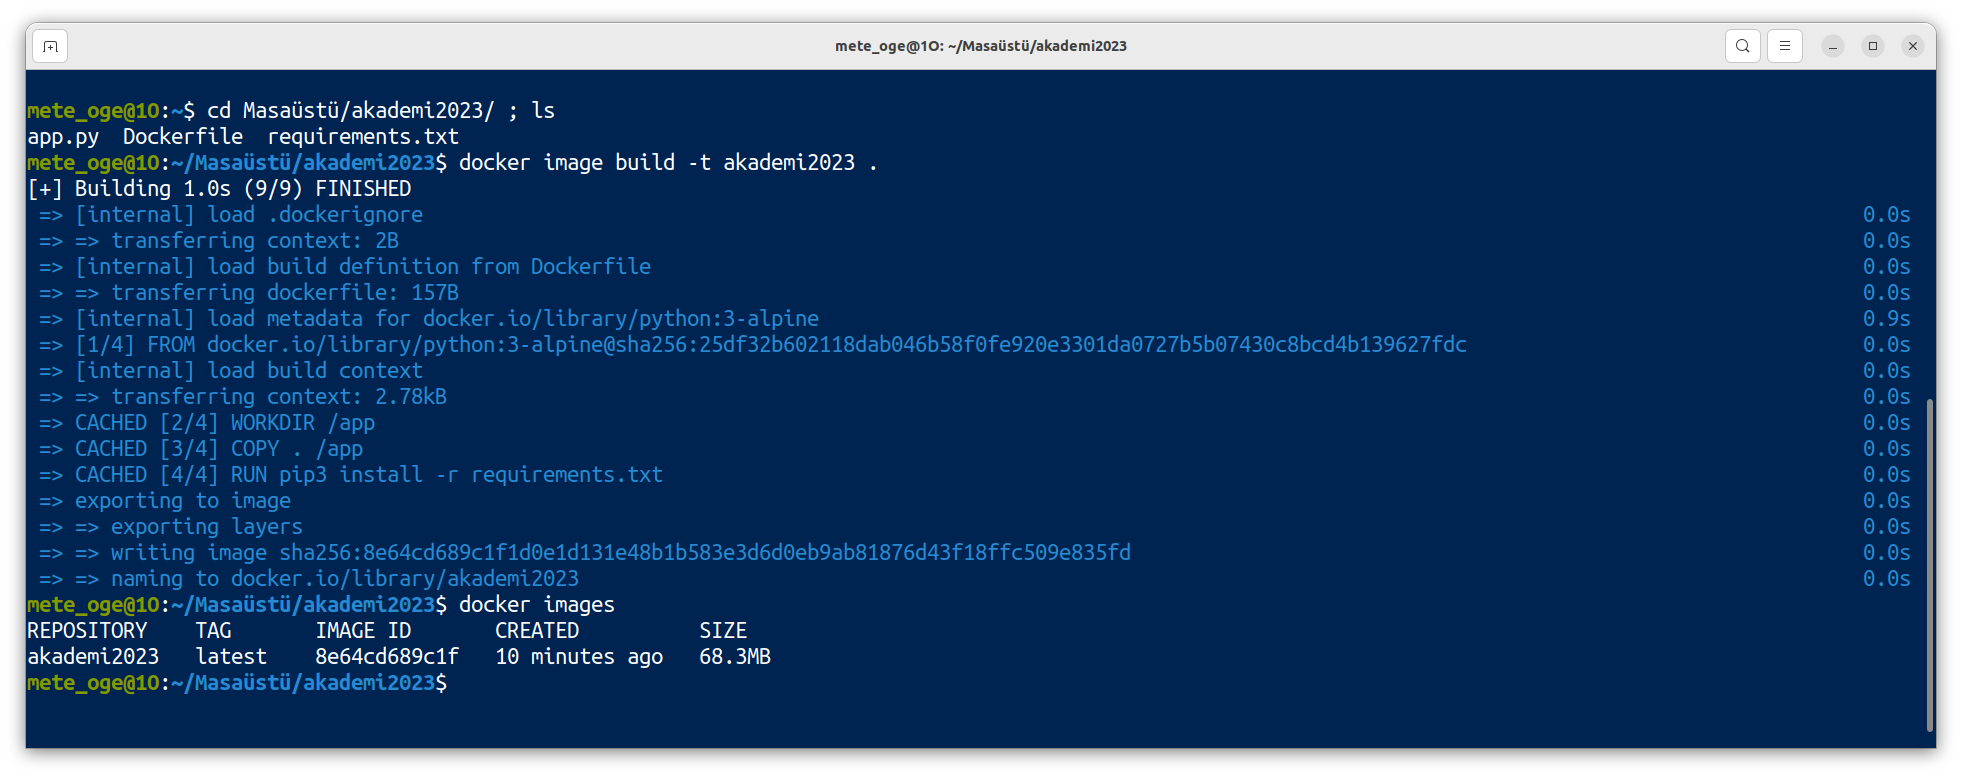 mete_oge@10: ~/Masaüstü/akademi2023
mete_oge@10:~$ cd Masaüstü/akademi2023/ ; ls
app.py  Dockerfile  requirements.txt
mete_oge@10:~/Masaüstü/akademi2023$ docker image build -t akademi2023 .
[+] Building 1.0s (9/9) FINISHED
 => [internal] load .dockerignore 0.0s
 => => transferring context: 2B 0.0s
 => [internal] load build definition from Dockerfile 0.0s
 => => transferring dockerfile: 157B 0.0s
 => [internal] load metadata for docker.io/library/python:3-alpine 0.9s
 => [1/4] FROM docker.io/library/python:3-alpine@sha256:25df32b602118dab046b58f0fe920e3301da0727b5b07430c8bcd4b139627fdc 0.0s
 => [internal] load build context 0.0s
 => => transferring context: 2.78kB 0.0s
 => CACHED [2/4] WORKDIR /app 0.0s
 => CACHED [3/4] COPY . /app 0.0s
 => CACHED [4/4] RUN pip3 install -r requirements.txt 0.0s
 => exporting to image 0.0s
 => => exporting layers 0.0s
 => => writing image sha256:8e64cd689c1f1d0e1d131e48b1b583e3d6d0eb9ab81876d43f18ffc509e835fd 0.0s
 => => naming to docker.io/library/akademi2023 0.0s
mete_oge@10:~/Masaüstü/akademi2023$ docker images
REPOSITORY    TAG       IMAGE ID       CREATED          SIZE
akademi2023   latest    8e64cd689c1f   10 minutes ago   68.3MB
mete_oge@10:~/Masaüstü/akademi2023$